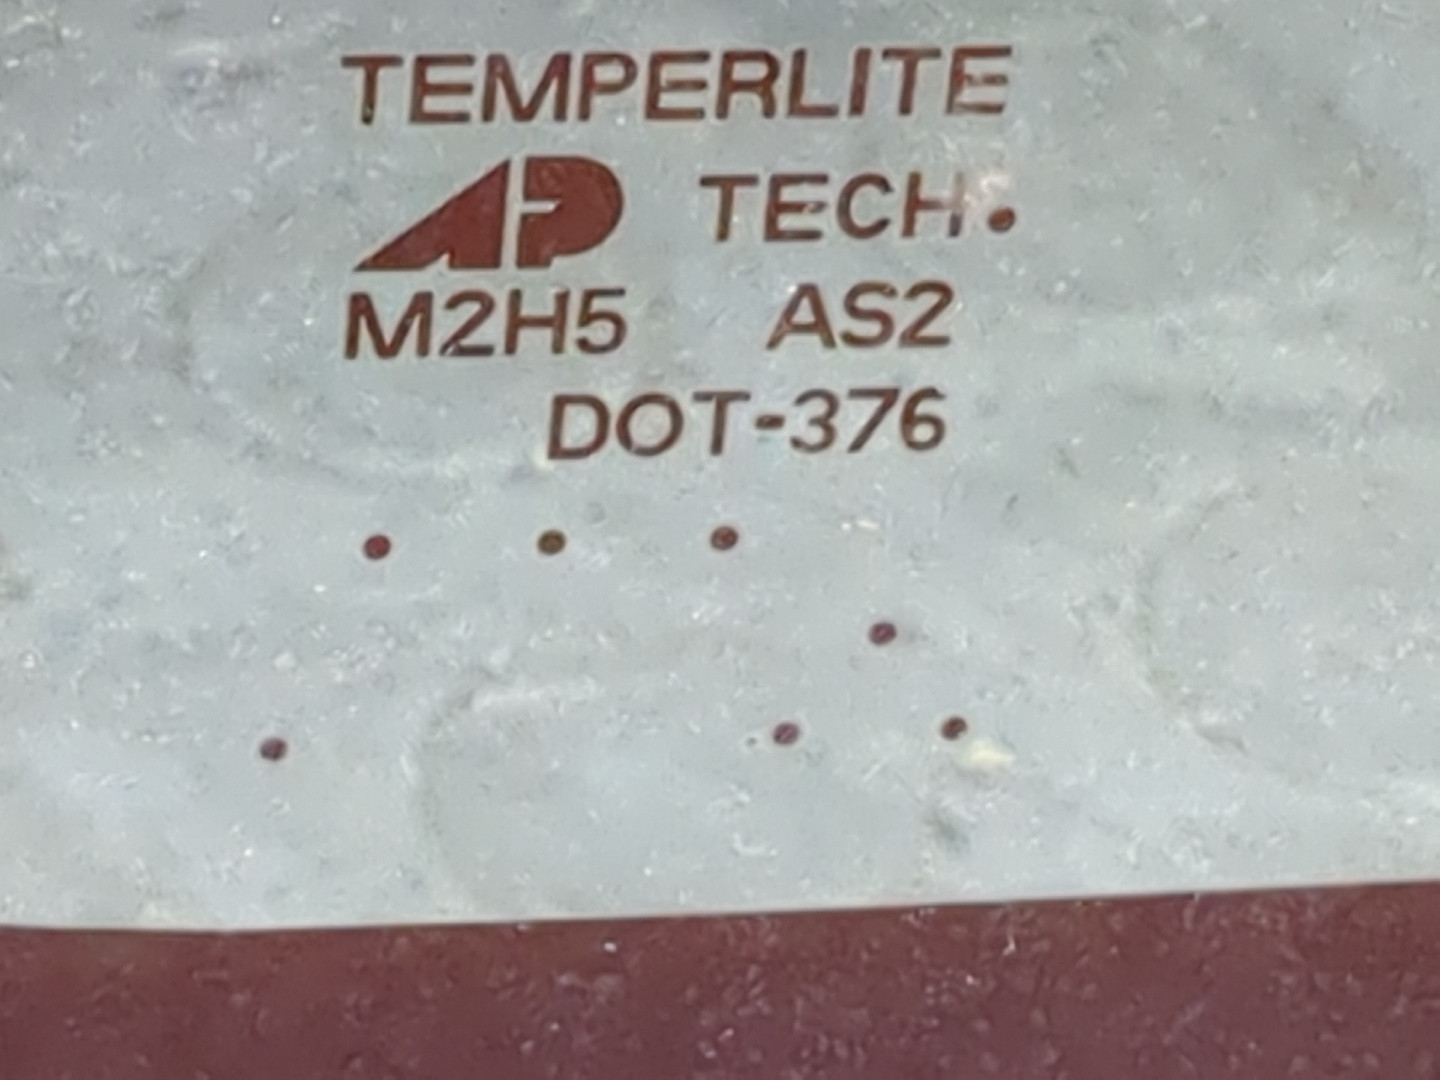 TEMPERLITE
AP TECH.
M2H5 AS2
DOT-376